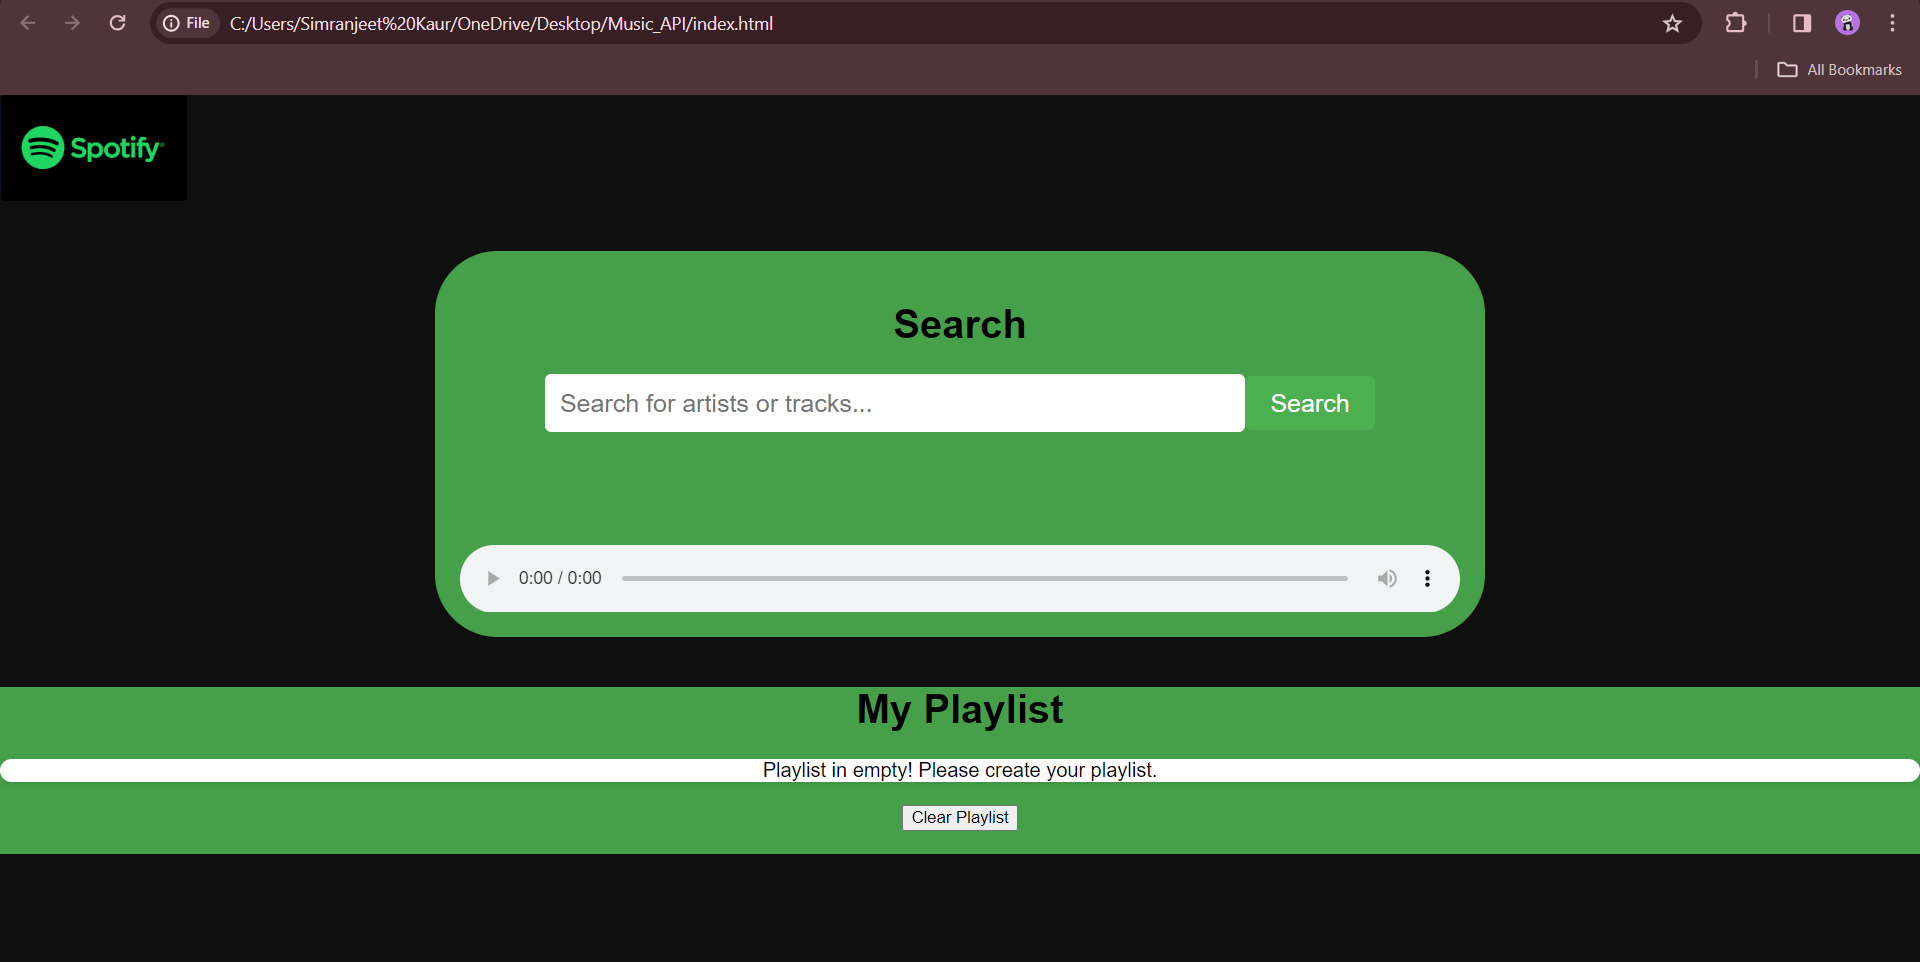 File C:/Users/Simranjeet%20Kaur/OneDrive/Desktop/Music_API/index.html
All Bookmarks
Spotify®
Search
Search for artists or tracks... Search
0:00 / 0:00
My Playlist
Playlist in empty! Please create your playlist.
Clear Playlist